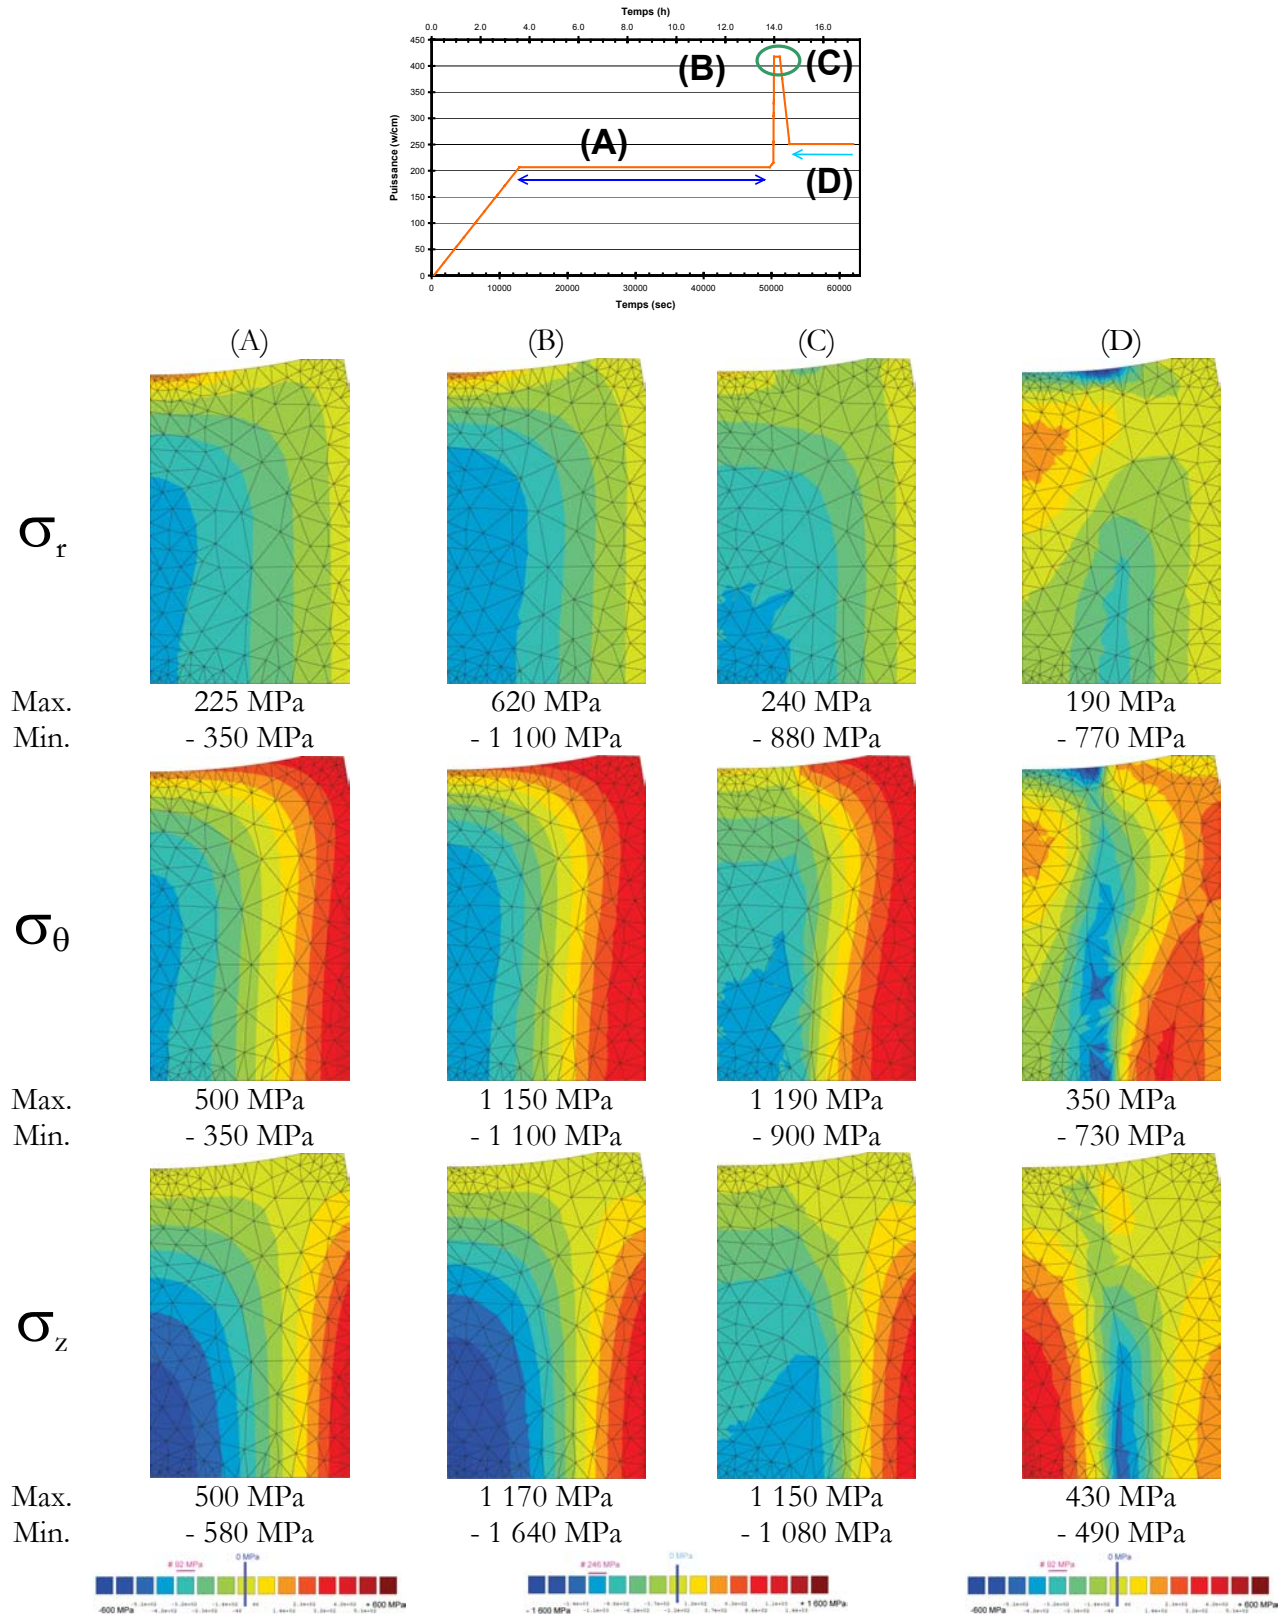 Temps (h)
0.0 2.0 4.0 6.0 8.0 10.0 12.0 14.0 16.0
450
400
350
300
250
200
150
100
50
0
Puissance (w/cm)
(A)
(B)
(C)
(D)
0 10000 20000 30000 40000 50000 60000
Temps (sec)
(A) (B) (C) (D)
σr
Max. 225 MPa 620 MPa 240 MPa 190 MPa
Min. - 350 MPa - 1 100 MPa - 880 MPa - 770 MPa
σθ
Max. 500 MPa 1 150 MPa 1 190 MPa 350 MPa
Min. - 350 MPa - 1 100 MPa - 900 MPa - 730 MPa
σz
Max. 500 MPa 1 170 MPa 1 150 MPa 430 MPa
Min. - 580 MPa - 1 640 MPa - 1 080 MPa - 490 MPa
# 92 MPa 0 MPa # 246 MPa 0 MPa # 92 MPa 0 MPa
-600 MPa + 600 MPa - 1 600 MPa + 1 600 MPa -600 MPa + 600 MPa